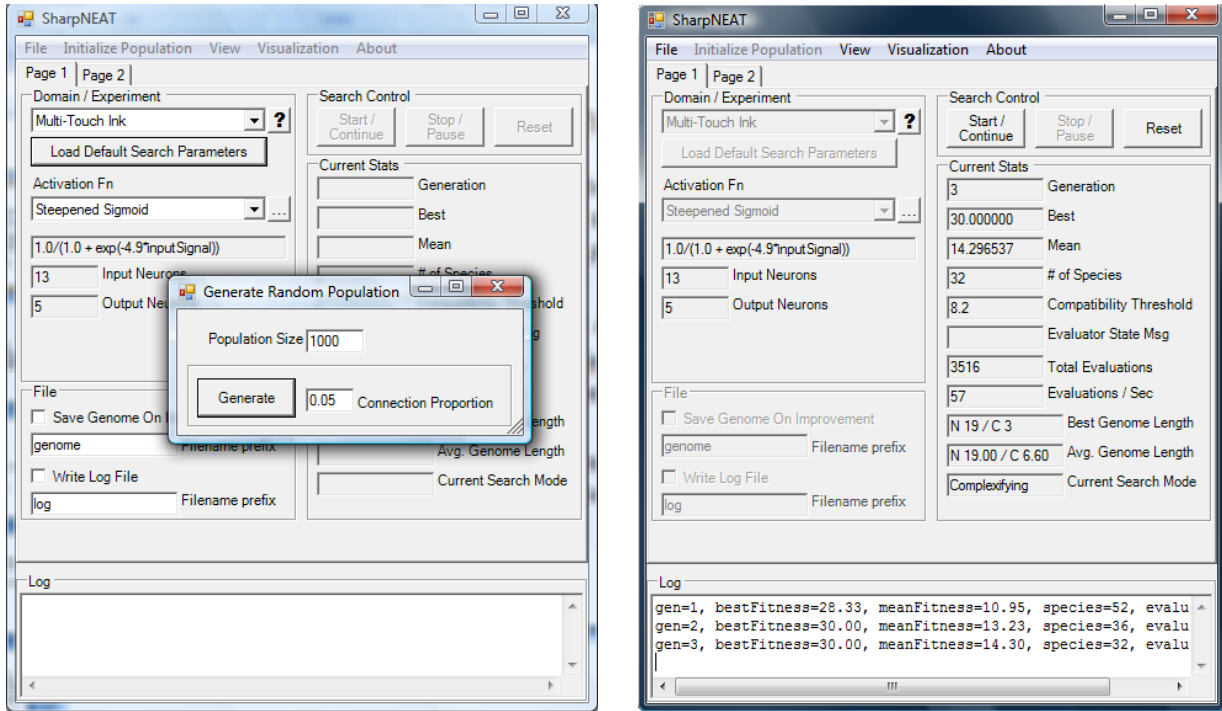 SharpNEAT
File Initialize Population View Visualization About
Page 1 Page 2
Domain / Experiment
Multi-Touch Ink ?
Load Default Search Parameters
Activation Fn
Steepened Sigmoid ...
1.0/(1.0 + exp(-4.9*inputSignal))
13 Input Neurons
5 Output Neu
Search Control
Start / Continue
Stop / Pause
Reset
Current Stats
Generation
Best
Mean
# of Species
shold
g
ength
Avg. Genome Length
Current Search Mode
Generate Random Population
Population Size 1000
Generate 0.05 Connection Proportion
File
Save Genome On I
genome Filename prefix
Write Log File
log Filename prefix
Log
SharpNEAT
File Initialize Population View Visualization About
Page 1 Page 2
Domain / Experiment
Multi-Touch Ink ?
Load Default Search Parameters
Activation Fn
Steepened Sigmoid ...
1.0/(1.0 + exp(-4.9*inputSignal))
13 Input Neurons
5 Output Neurons
File
Save Genome On Improvement
genome Filename prefix
Write Log File
log Filename prefix
Search Control
Start / Continue
Stop / Pause
Reset
Current Stats
3 Generation
30.000000 Best
14.296537 Mean
32 # of Species
8.2 Compatibility Threshold
Evaluator State Msg
3516 Total Evaluations
57 Evaluations / Sec
N 19 / C 3 Best Genome Length
N 19.00 / C 6.60 Avg. Genome Length
Complexifying Current Search Mode
Log
gen=1, bestFitness=28.33, meanFitness=10.95, species=52, evalu
gen=2, bestFitness=30.00, meanFitness=13.23, species=36, evalu
gen=3, bestFitness=30.00, meanFitness=14.30, species=32, evalu